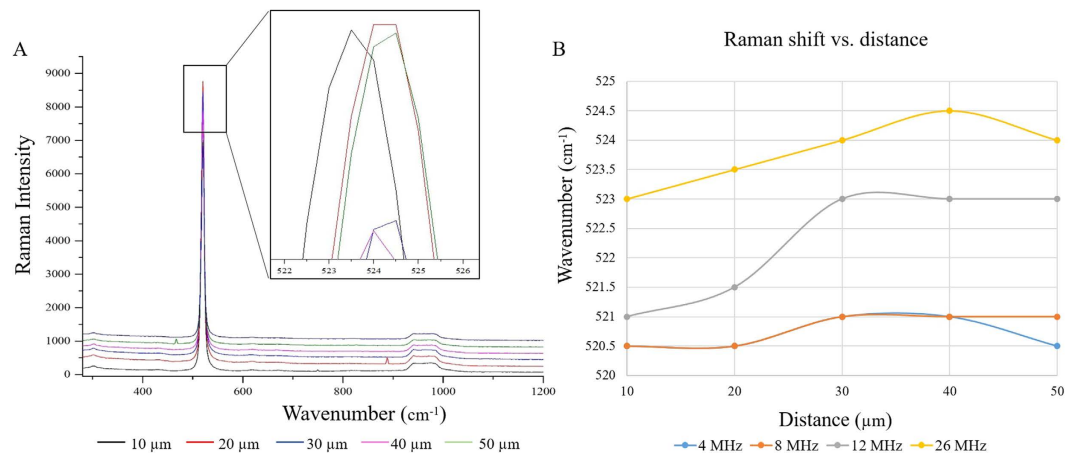 A
9000
8000
7000
6000
5000
4000
3000
2000
1000
0
Raman Intensity
400 600 800 1000 1200
Wavenumber (cm-1)
522 523 524 525 526
10 µm 20 µm 30 µm 40 µm 50 µm
B
Raman shift vs. distance
525
524.5
524
523.5
523
522.5
522
521.5
521
520.5
520
Wavenumber (cm-1)
10 20 30 40 50
Distance (µm)
4 MHz 8 MHz 12 MHz 26 MHz